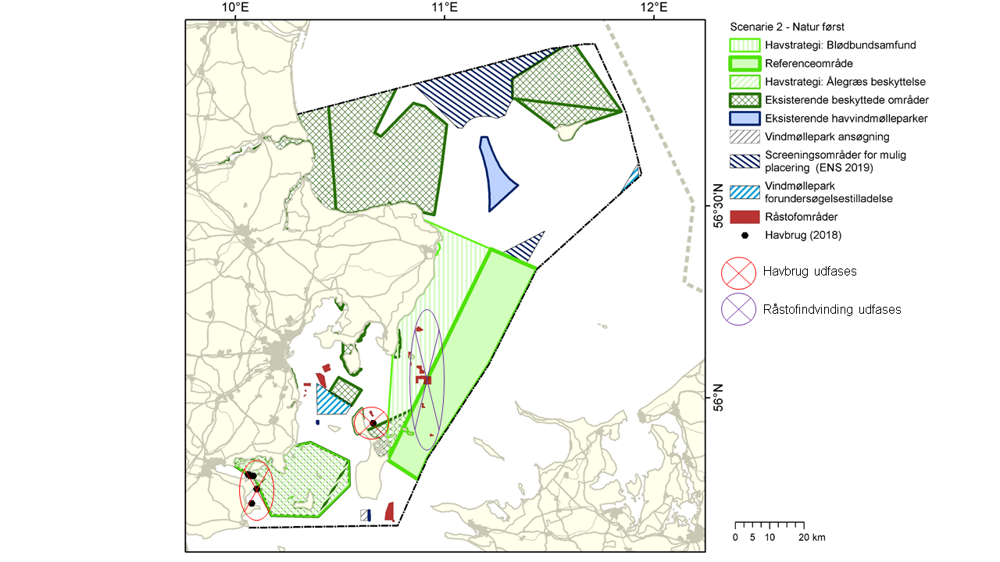 10°E
11°E
12°E
Scenarie 2 - Natur først
Havstrategi: Blødbundsamfund
Referenceområde
Havstrategi: Ålegræs beskyttelse
Eksisterende beskyttede områder
Eksisterende havvindmølleparker
Vindmøllepark ansøgning
Screeningsområder for mulig
placering (ENS 2019)
Vindmøllepark
forundersøgelsestilladelse
Råstofområder
Havbrug (2018)
Havbrug udfases
Råstofindvinding udfases
56°30'N
56°N
0 5 10 20 km